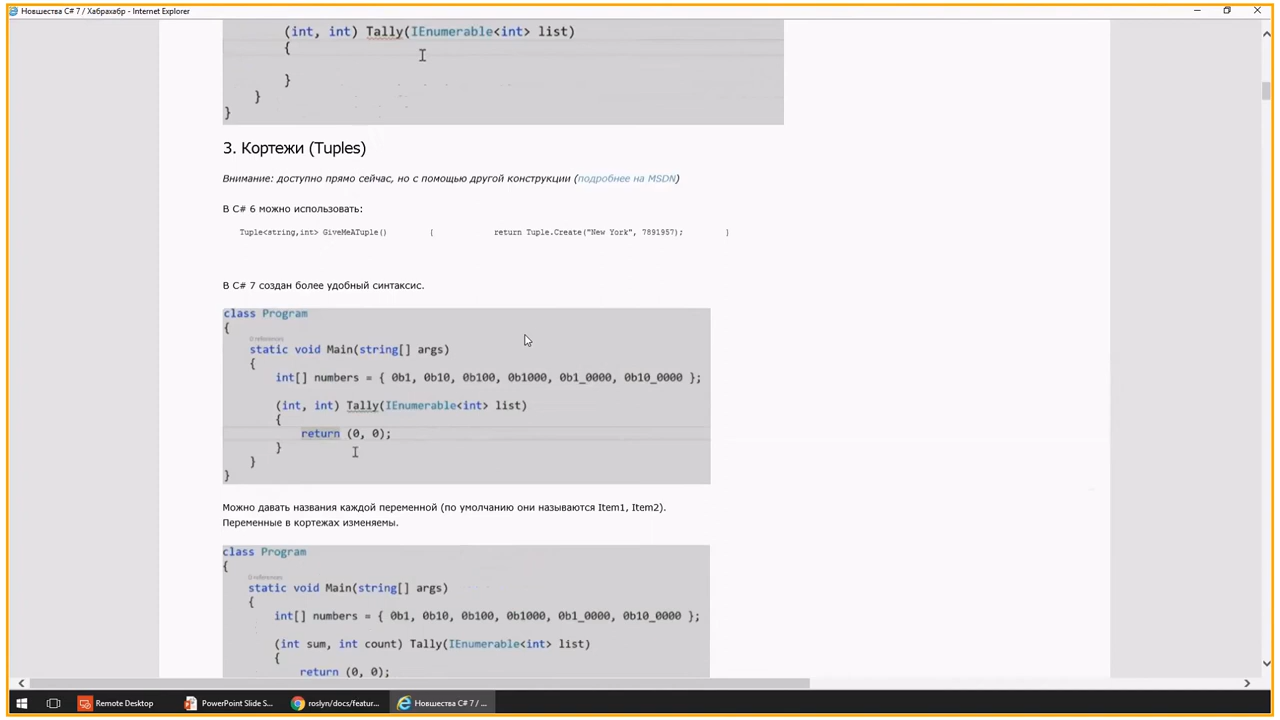 Новшества C# 7 / Хабрахабр - Internet Explorer
(int, int) Tally(IEnumerable<int> list)
{
}
}
}
3. Кортежи (Tuples)
Внимание: доступно прямо сейчас, но с помощью другой конструкции (подробнее на MSDN)
В C# 6 можно использовать:
Tuple<string,int> GiveMeATuple() { return Tuple.Create("New York", 7891957); }
В C# 7 создан более удобный синтаксис.
class Program
{
0 references
static void Main(string[] args)
{
int[] numbers = { 0b1, 0b10, 0b100, 0b1000, 0b1_0000, 0b10_0000 };
(int, int) Tally(IEnumerable<int> list)
{
return (0, 0);
}
}
}
Можно давать названия каждой переменной (по умолчанию они называются Item1, Item2).
Переменные в кортежах изменяемы.
class Program
{
0 references
static void Main(string[] args)
{
int[] numbers = { 0b1, 0b10, 0b100, 0b1000, 0b1_0000, 0b10_0000 };
(int sum, int count) Tally(IEnumerable<int> list)
{
return (0, 0);
Remote Desktop
PowerPoint Slide S...
roslyn/docs/featur...
Новшества C# 7 / ...